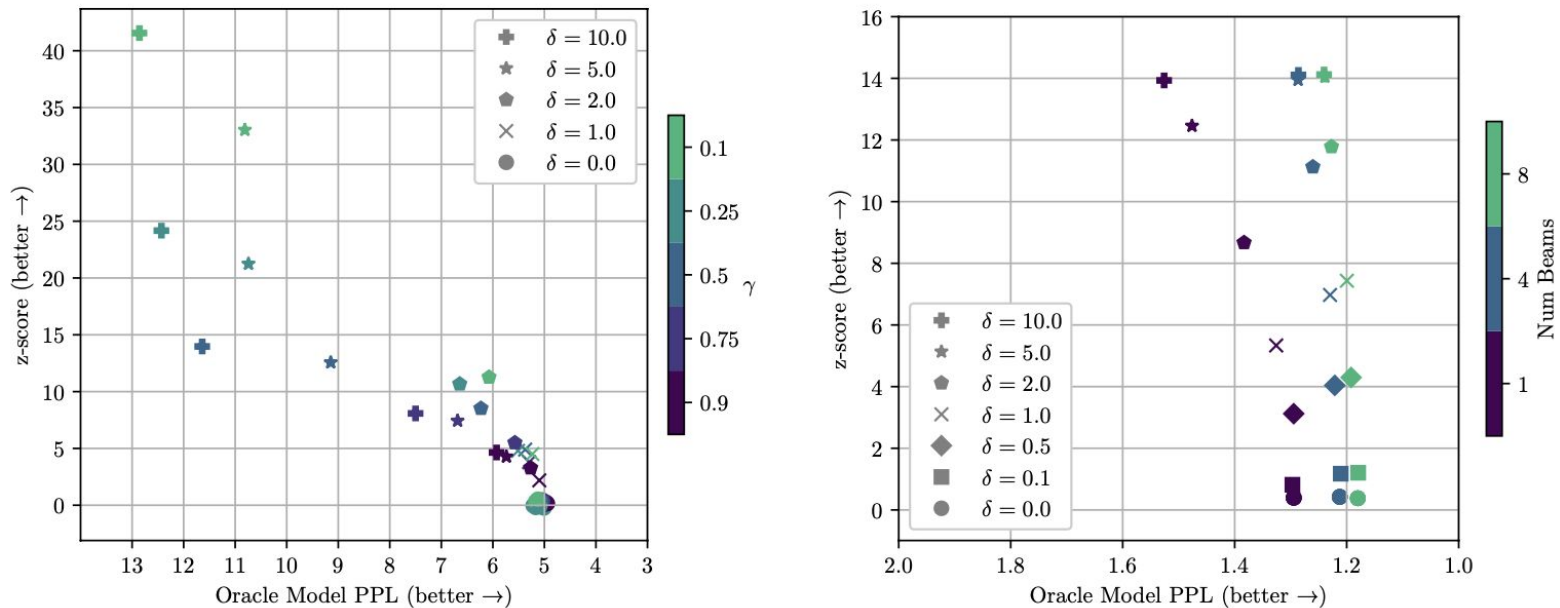 40
35
30
25
20
15
10
5
0
z-score (better →)
13 12 11 10 9 8 7 6 5 4 3
Oracle Model PPL (better →)
δ = 10.0
δ = 5.0
δ = 2.0
δ = 1.0
δ = 0.0
0.1
0.25
0.5
0.75
0.9
γ
16
14
12
10
8
6
4
2
0
z-score (better →)
2.0 1.8 1.6 1.4 1.2 1.0
Oracle Model PPL (better →)
δ = 10.0
δ = 5.0
δ = 2.0
δ = 1.0
δ = 0.5
δ = 0.1
δ = 0.0
8
4
1
Num Beams